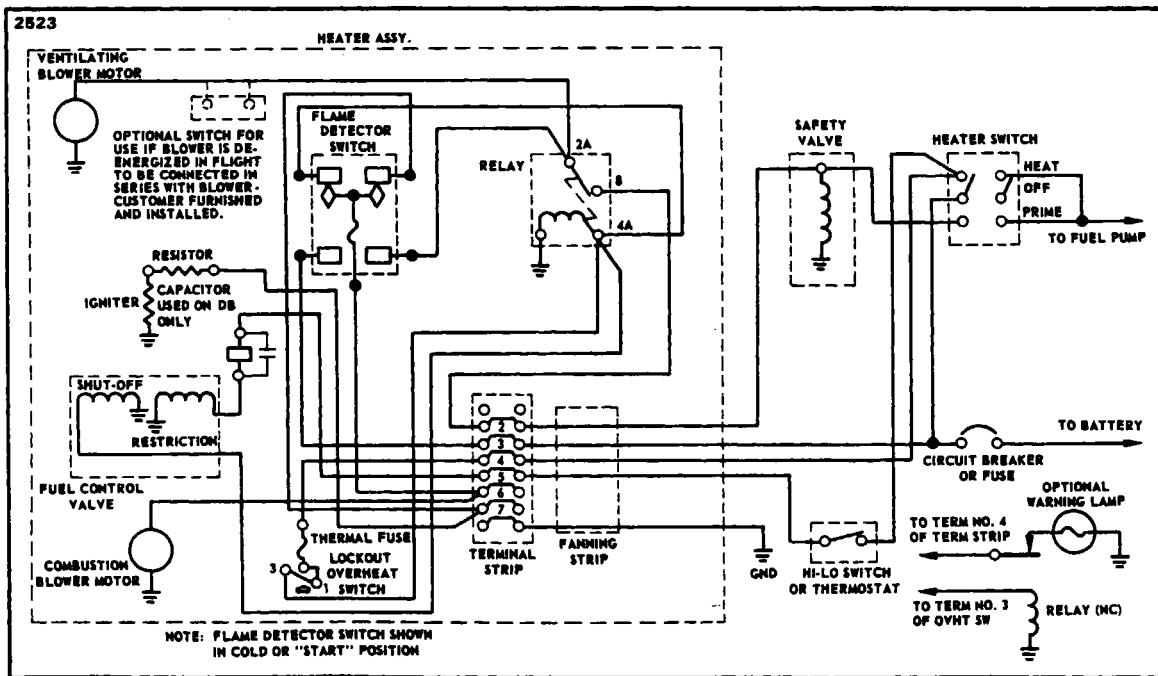 2523
HEATER ASSY.
VENTILATING
BLOWER MOTOR
OPTIONAL SWITCH FOR
USE IF BLOWER IS DE-
ENERGIZED IN FLIGHT
TO BE CONNECTED IN
SERIES WITH BLOWER-
CUSTOMER FURNISHED
AND INSTALLED.
FLAME
DETECTOR
SWITCH
RELAY
2A
8
4A
SAFETY
VALVE
HEATER SWITCH
HEAT
OFF
PRIME
TO FUEL PUMP
RESISTOR
IGNITER
CAPACITOR
USED ON DB
ONLY
SHUT-OFF
RESTRICTION
FUEL CONTROL
VALVE
COMBUSTION
BLOWER MOTOR
THERMAL FUSE
LOCKOUT
OVERHEAT
SWITCH
3
1
2
3
4
5
6
7
TERMINAL
STRIP
FANNING
STRIP
GND
TO BATTERY
CIRCUIT BREAKER
OR FUSE
OPTIONAL
WARNING LAMP
TO TERM NO. 4
OF TERM STRIP
HI-LO SWITCH
OR THERMOSTAT
TO TERM NO. 3
OF OVHT SW
RELAY (NC)
NOTE: FLAME DETECTOR SWITCH SHOWN
IN COLD OR "START" POSITION